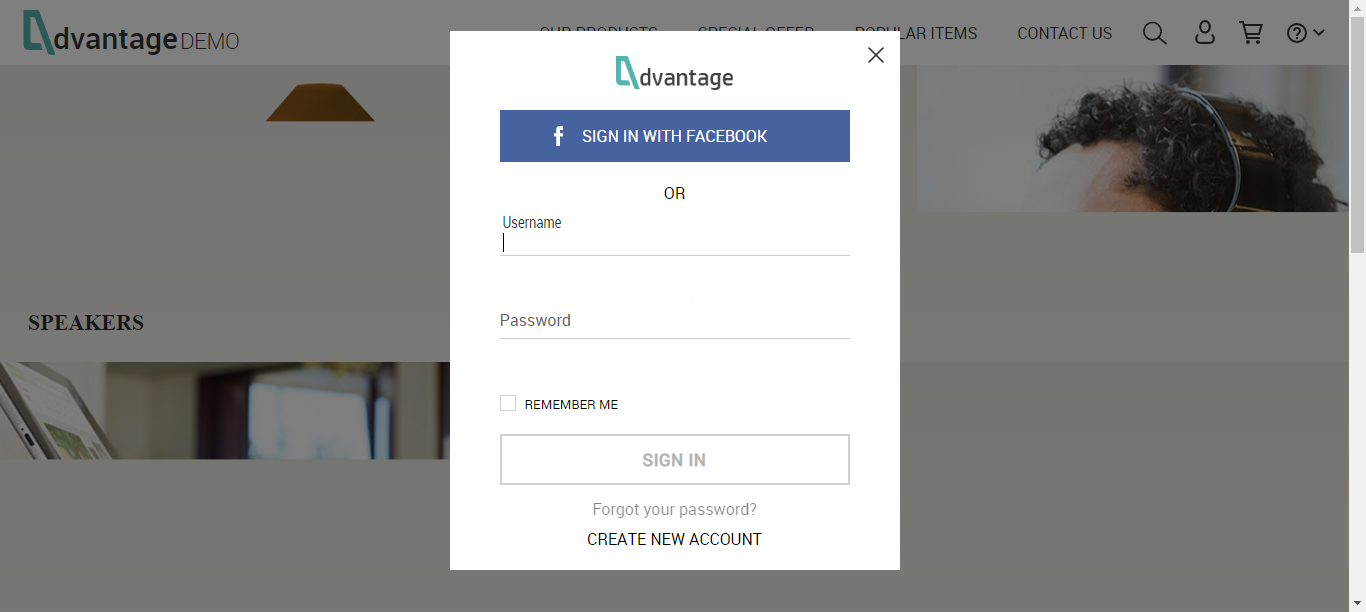 dvantage DEMO
OUR PRODUCTS SPECIAL OFFER POPULAR ITEMS CONTACT US
dvantage
SIGN IN WITH FACEBOOK
OR
Username
Password
SPEAKERS
REMEMBER ME
SIGN IN
Forgot your password?
CREATE NEW ACCOUNT